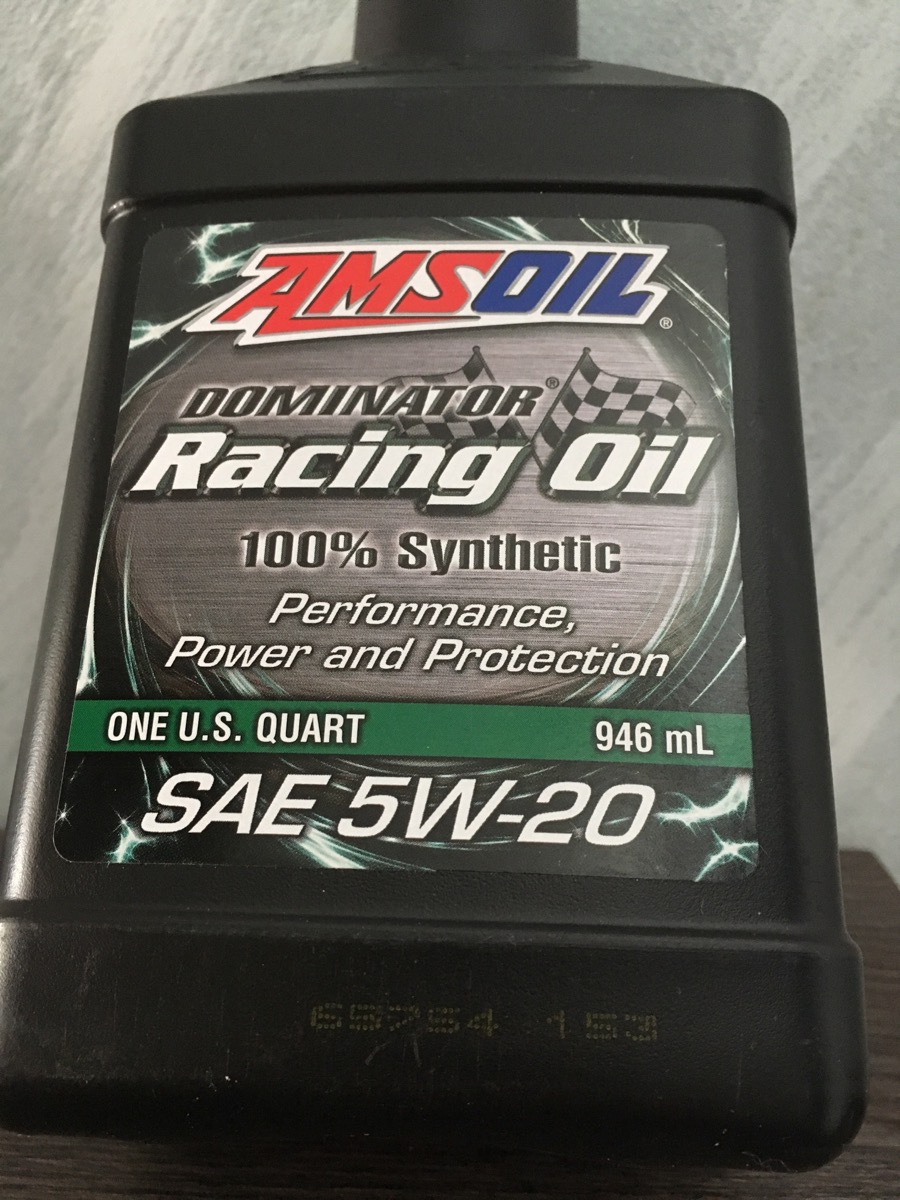 AMSOIL®
DOMINATOR®
Racing Oil
100% Synthetic
Performance,
Power and Protection
ONE U.S. QUART 946 mL
SAE 5W-20